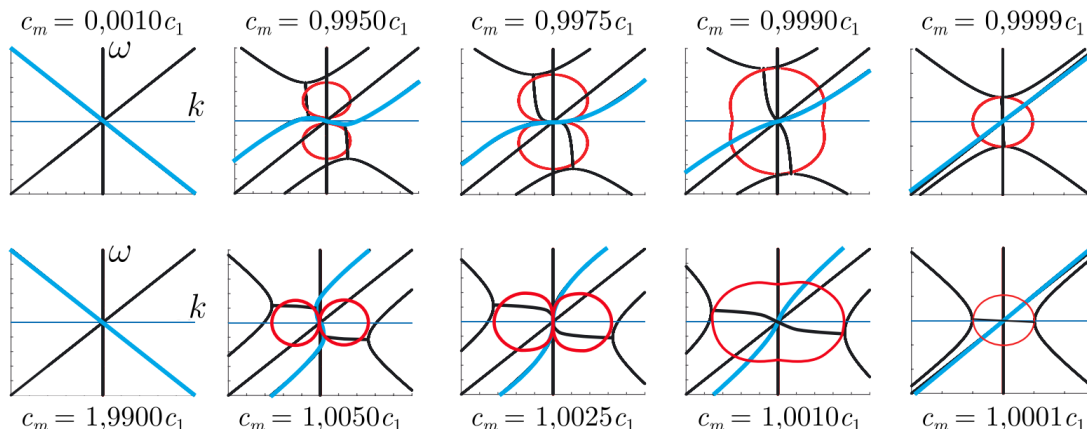 c_m = 0,0010c_1
c_m = 0,9950c_1
c_m = 0,9975c_1
c_m = 0,9990c_1
c_m = 0,9999c_1
ω
k
ω
k
c_m = 1,9900c_1
c_m = 1,0050c_1
c_m = 1,0025c_1
c_m = 1,0010c_1
c_m = 1,0001c_1